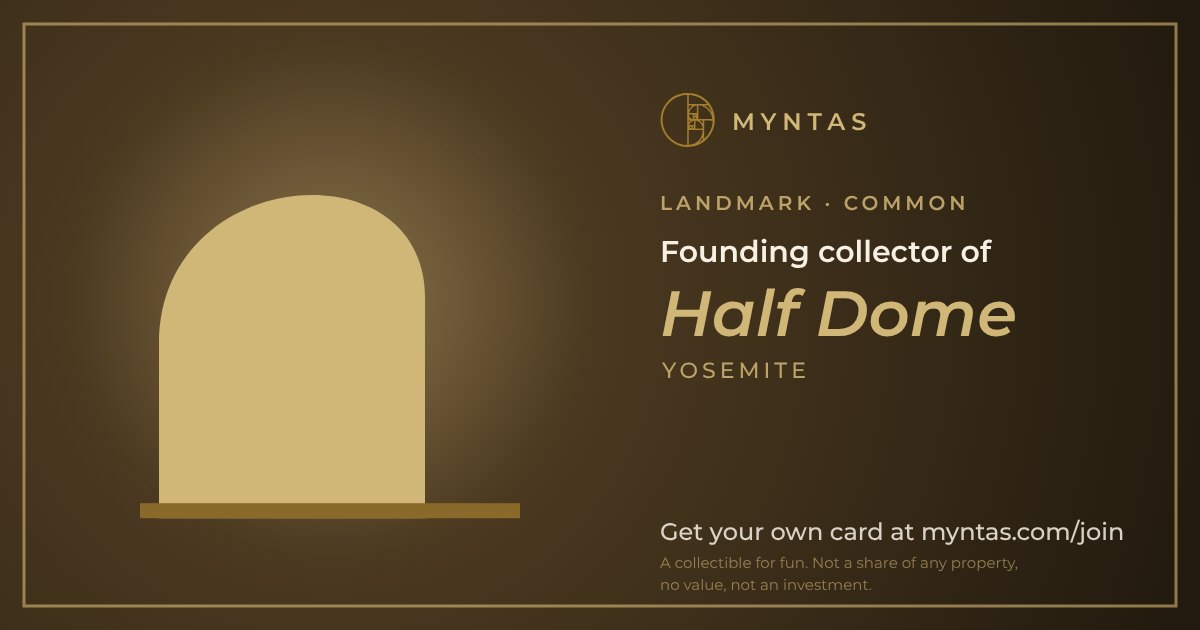 MYNTAS
LANDMARK · COMMON
Founding collector of
Half Dome
YOSEMITE
Get your own card at myntas.com/join
A collectible for fun. Not a share of any property,
no value, not an investment.